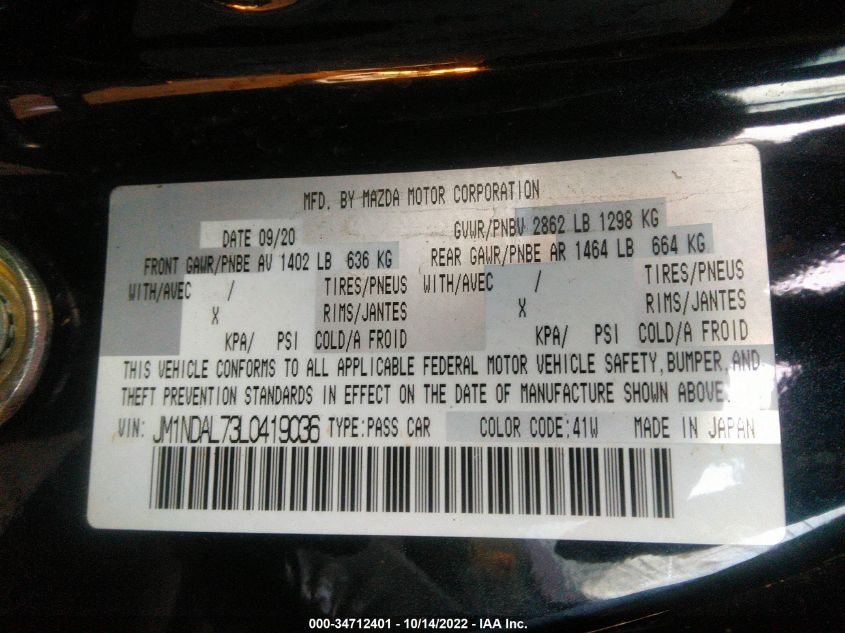 MFD. BY MAZDA MOTOR CORPORATION
DATE 09/20 GVWR/PNBV 2862 LB 1298 KG
FRONT GAWR/PNBE AV 1402 LB 636 KG REAR GAWR/PNBE AR 1464 LB 664 KG
WITH/AVEC / TIRES/PNEUS WITH/AVEC / TIRES/PNEUS
X RIMS/JANTES X RIMS/JANTES
KPA/ PSI COLD/A FROID KPA/ PSI COLD/A FROID
THIS VEHICLE CONFORMS TO ALL APPLICABLE FEDERAL MOTOR VEHICLE SAFETY, BUMPER, AND
THEFT PREVENTION STANDARDS IN EFFECT ON THE DATE OF MANUFACTURE SHOWN ABOVE.
VIN: JM1NDAL73L0419036 TYPE:PASS CAR COLOR CODE:41W MADE IN JAPAN
000-34712401 - 10/14/2022 - IAA Inc.